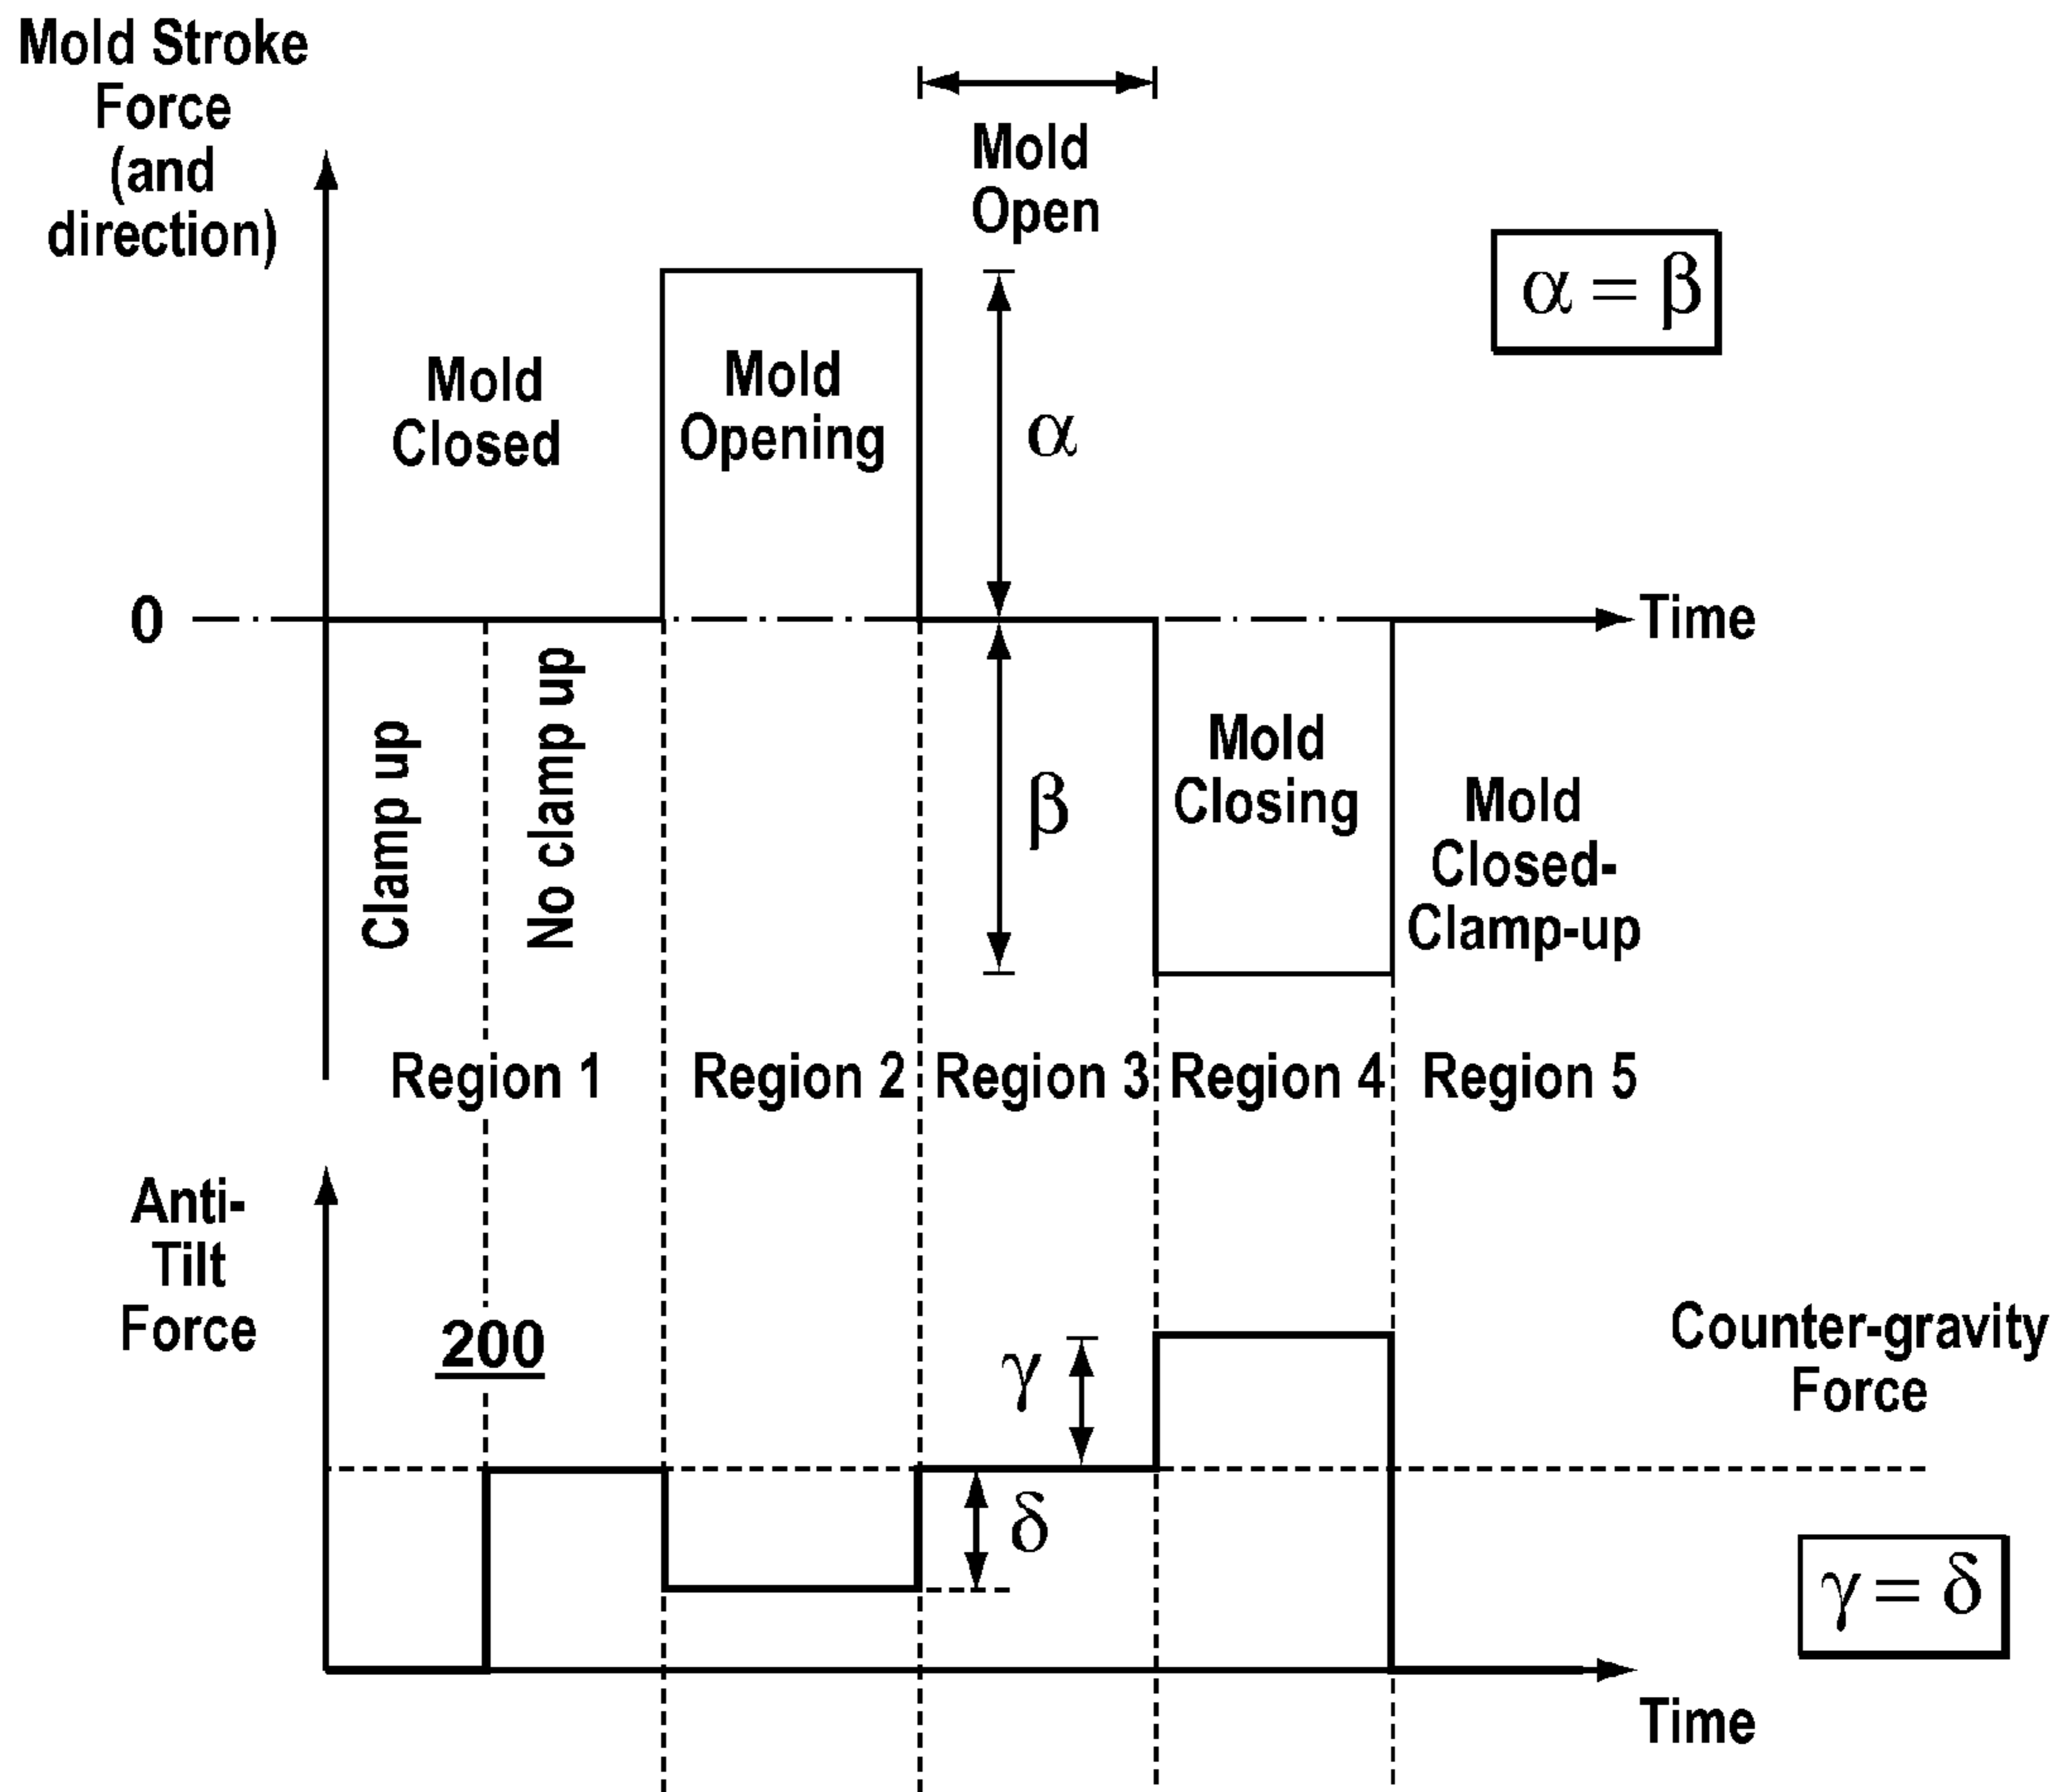 Mold Stroke
Force
(and
direction)
Mold
Open
α = β
Mold
Closed
Mold
Opening
α
0
Time
Clamp up
No clamp up
β
Mold
Closing
Mold
Closed-
Clamp-up
Region 1
Region 2
Region 3
Region 4
Region 5
Anti-
Tilt
Force
200
γ
Counter-gravity
Force
δ
γ = δ
Time